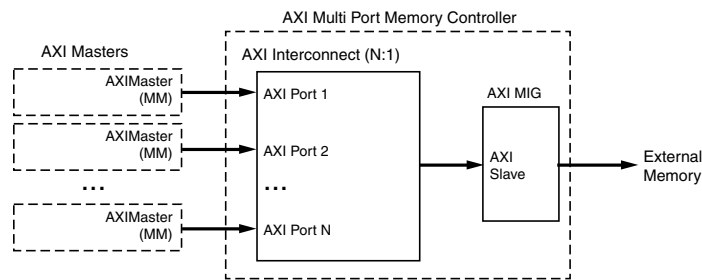 AXI Multi Port Memory Controller
AXI Masters
AXI Interconnect (N:1)
AXIMaster
(MM)
AXI Port 1
AXI MIG
AXIMaster
(MM)
AXI Port 2
AXI
Slave
External
Memory
...
...
AXIMaster
(MM)
AXI Port N